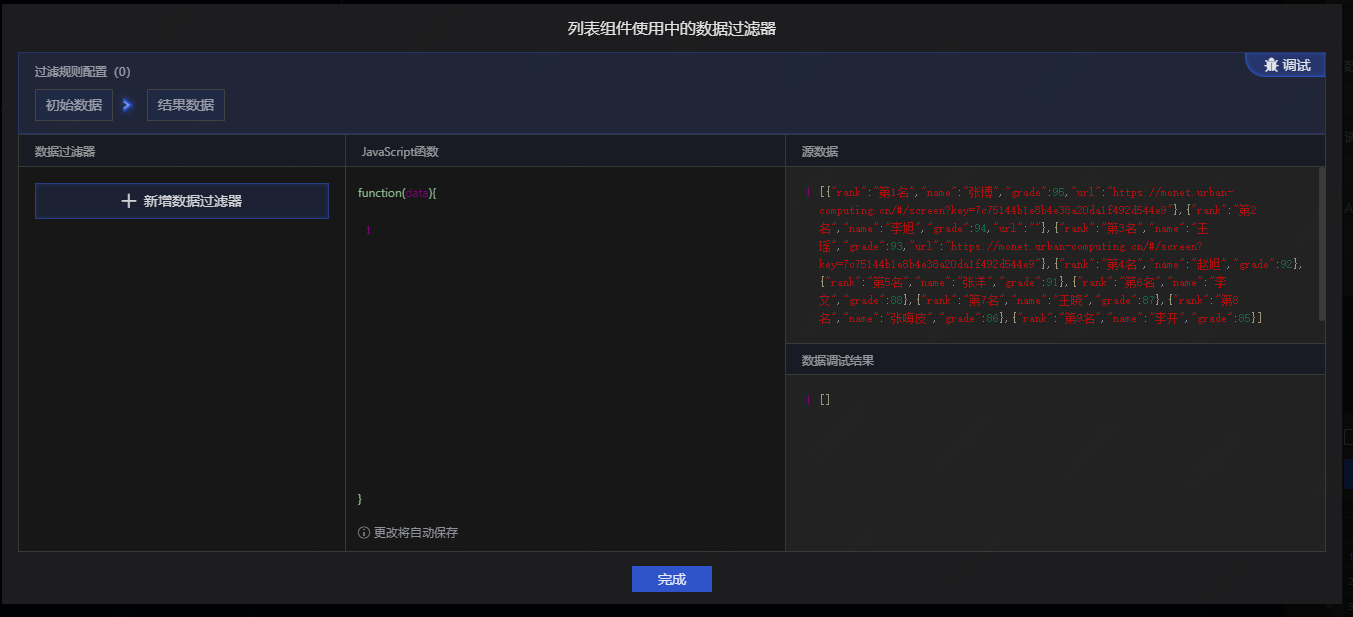 列表组件使用中的数据过滤器
过滤规则配置 (0)
调试
初始数据
结果数据
数据过滤器
新增数据过滤器
JavaScript函数
function(data){
1
}
更改将自动保存
源数据
1 [{"rank":"第1名","name":"张博","grade":95,"url":"https://monet.urban-
computing.cn/#/screen?key=7c75144b1e8b4e38a20da1f492d544e9"},{"rank":"第2
名","name":"李旭","grade":94,"url":""},{"rank":"第3名","name":"王
瑶","grade":93,"url":"https://monet.urban-computing.cn/#/screen?
key=7c75144b1e8b4e38a20da1f492d544e9"},{"rank":"第4名","name":"赵旭","grade":92},
{"rank":"第5名","name":"张洋","grade":91},{"rank":"第6名","name":"李
文","grade":88},{"rank":"第7名","name":"王晓","grade":87},{"rank":"第8
名","name":"张晦皮","grade":86},{"rank":"第9名","name":"李开","grade":85}]
数据调试结果
1 []
完成